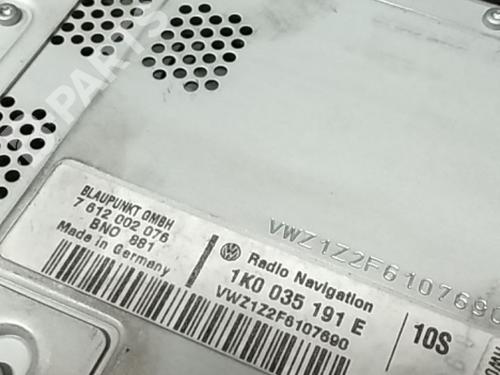 PARTS
VWZ1Z2F6107690
BLAUPUNKT GMBH
7 612 002 076
BNO 881
Made in Germany
Radio Navigation
1K0 035 191 E
VWZ1Z2F6107690
10S